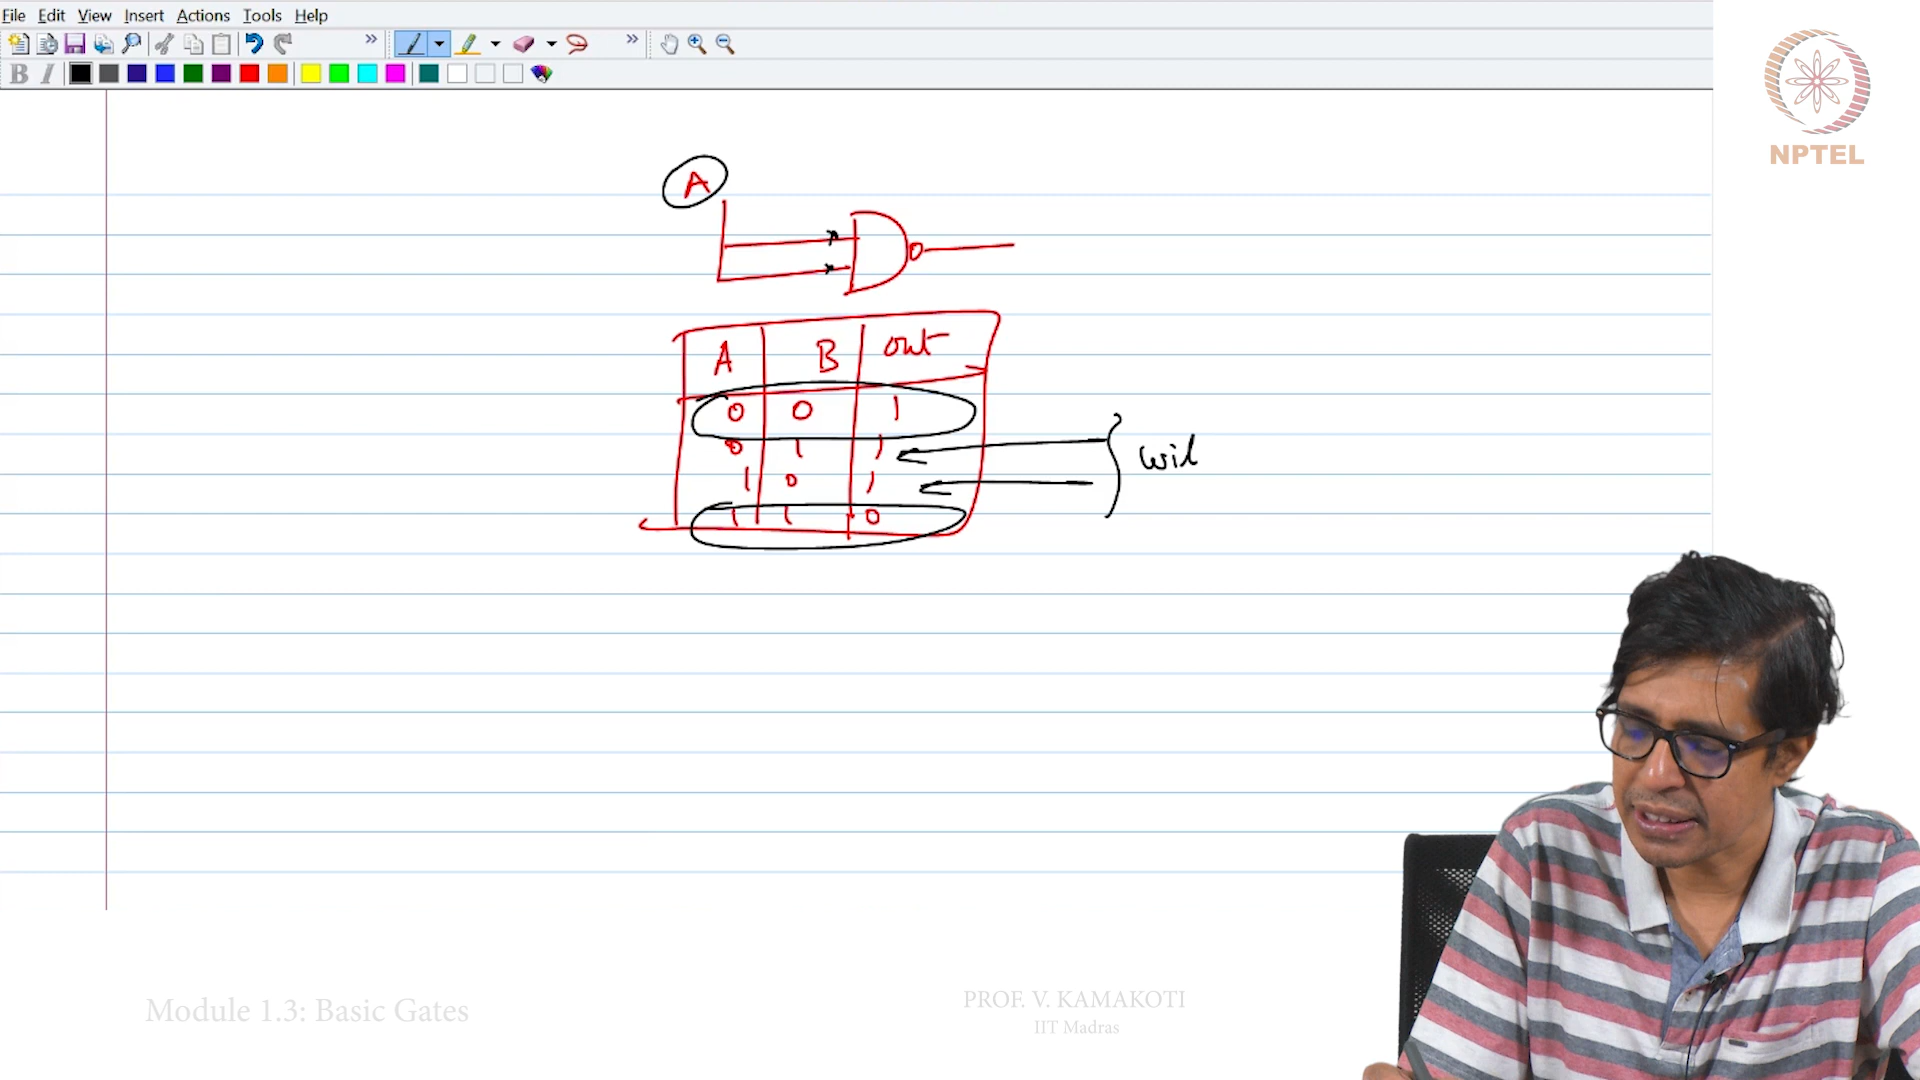 File Edit View Insert Actions Tools Help
B I
NPTEL
A
A B out
0 0 1
0 1 1
1 0 1
1 1 0
wil
Module 1.3: Basic Gates
PROF. V. KAMAKOTI
IIT Madras